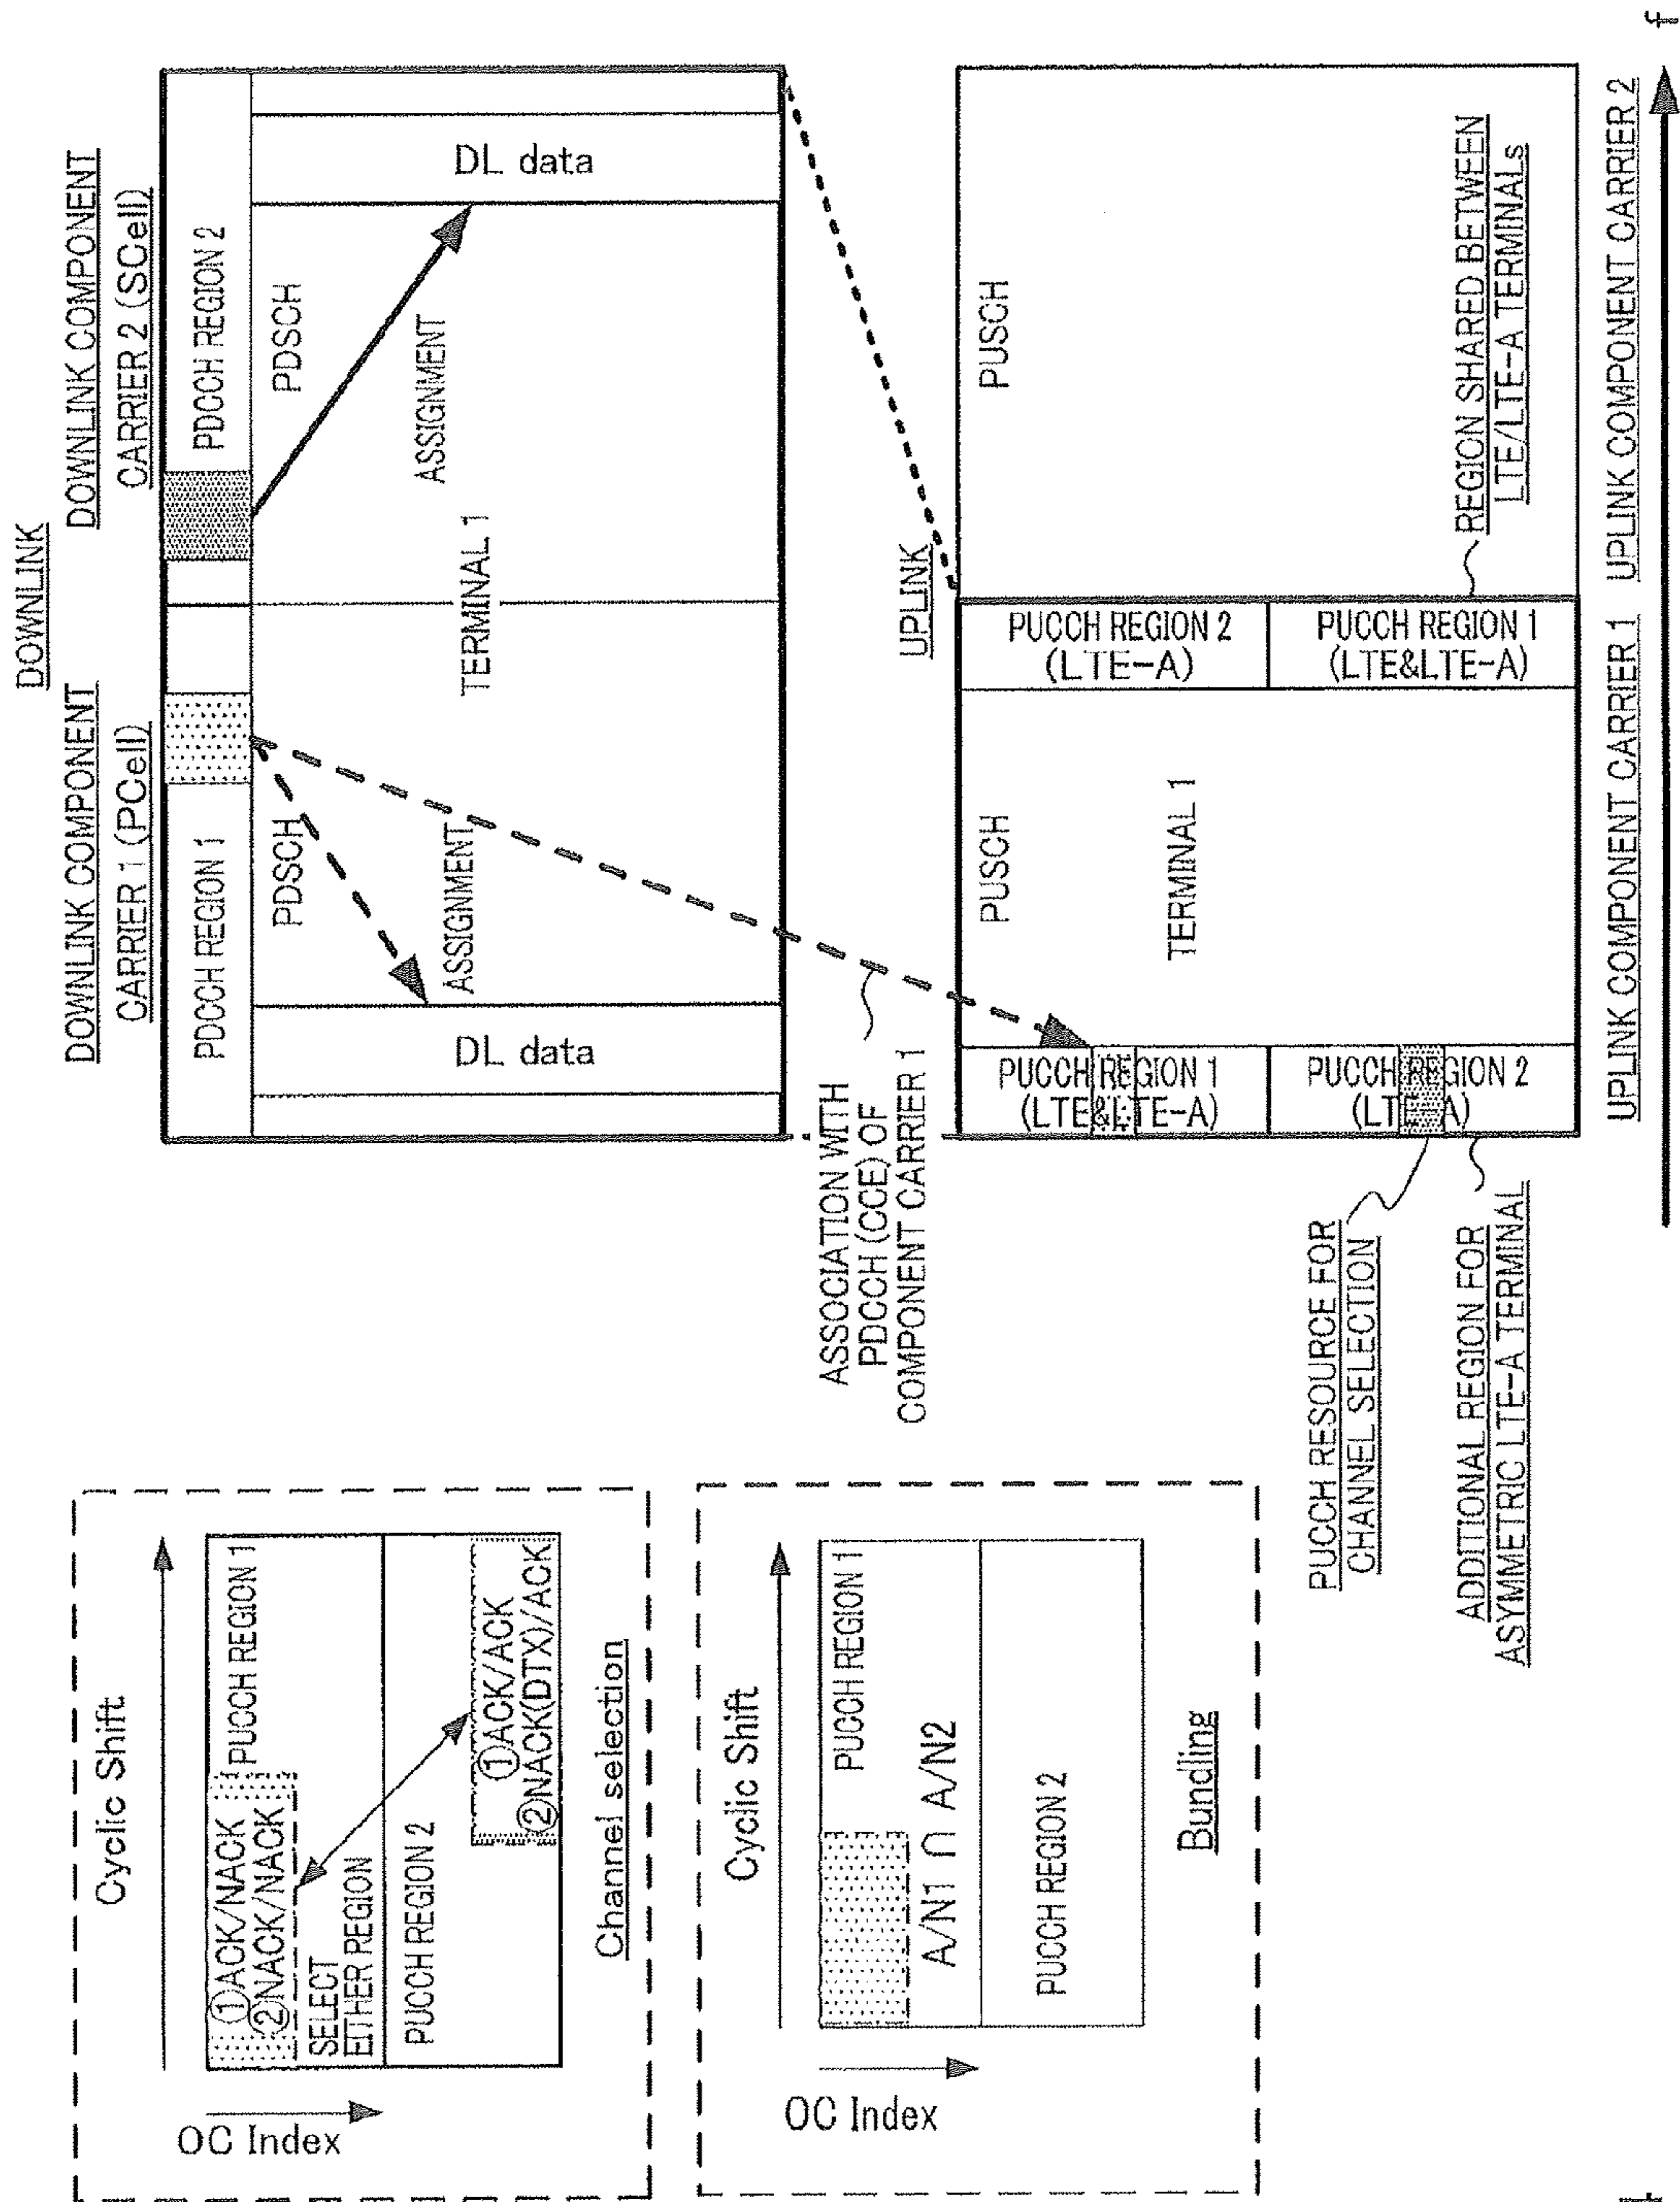 Cyclic Shift
OC Index
①ACK/NACK
②NACK/NACK
PUCCH REGION 1
SELECT
EITHER REGION
PUCCH REGION 2
①ACK/ACK
②NACK(DTX)/ACK
Channel selection
Cyclic Shift
OC Index
PUCCH REGION 1
A/N1 ∩ A/N2
PUCCH REGION 2
Bundling
DOWNLINK
DOWNLINK COMPONENT
CARRIER 1 (PCell)
DOWNLINK COMPONENT
CARRIER 2 (SCell)
PDCCH REGION 1
PDCCH REGION 2
PDSCH
PDSCH
ASSIGNMENT
ASSIGNMENT
TERMINAL 1
DL data
DL data
ASSOCIATION WITH
PDCCH (CCE) OF
COMPONENT CARRIER 1
UPLINK
PUCCH REGION 1
(LTE&LTE-A)
PUCCH REGION 2
(LTE-A)
PUSCH
TERMINAL 1
PUCCH REGION 2
(LTE-A)
PUCCH REGION 1
(LTE&LTE-A)
PUSCH
PUCCH RESOURCE FOR
CHANNEL SELECTION
ADDITIONAL REGION FOR
ASYMMETRIC LTE-A TERMINAL
REGION SHARED BETWEEN
LTE/LTE-A TERMINALs
UPLINK COMPONENT CARRIER 1
UPLINK COMPONENT CARRIER 2
f